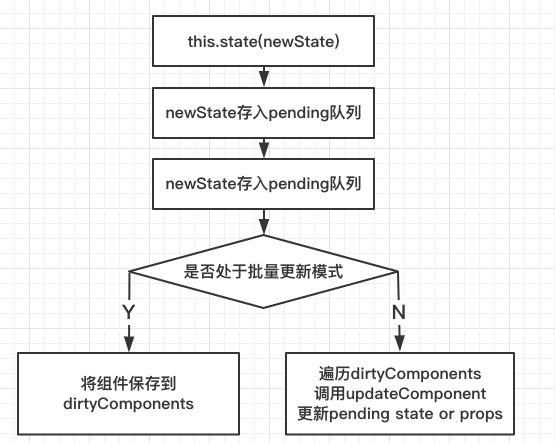 this.state(newState)
newState存入pending队列
newState存入pending队列
是否处于批量更新模式
Y
N
将组件保存到
dirtyComponents
遍历dirtyComponents
调用updateComponent
更新pending state or props